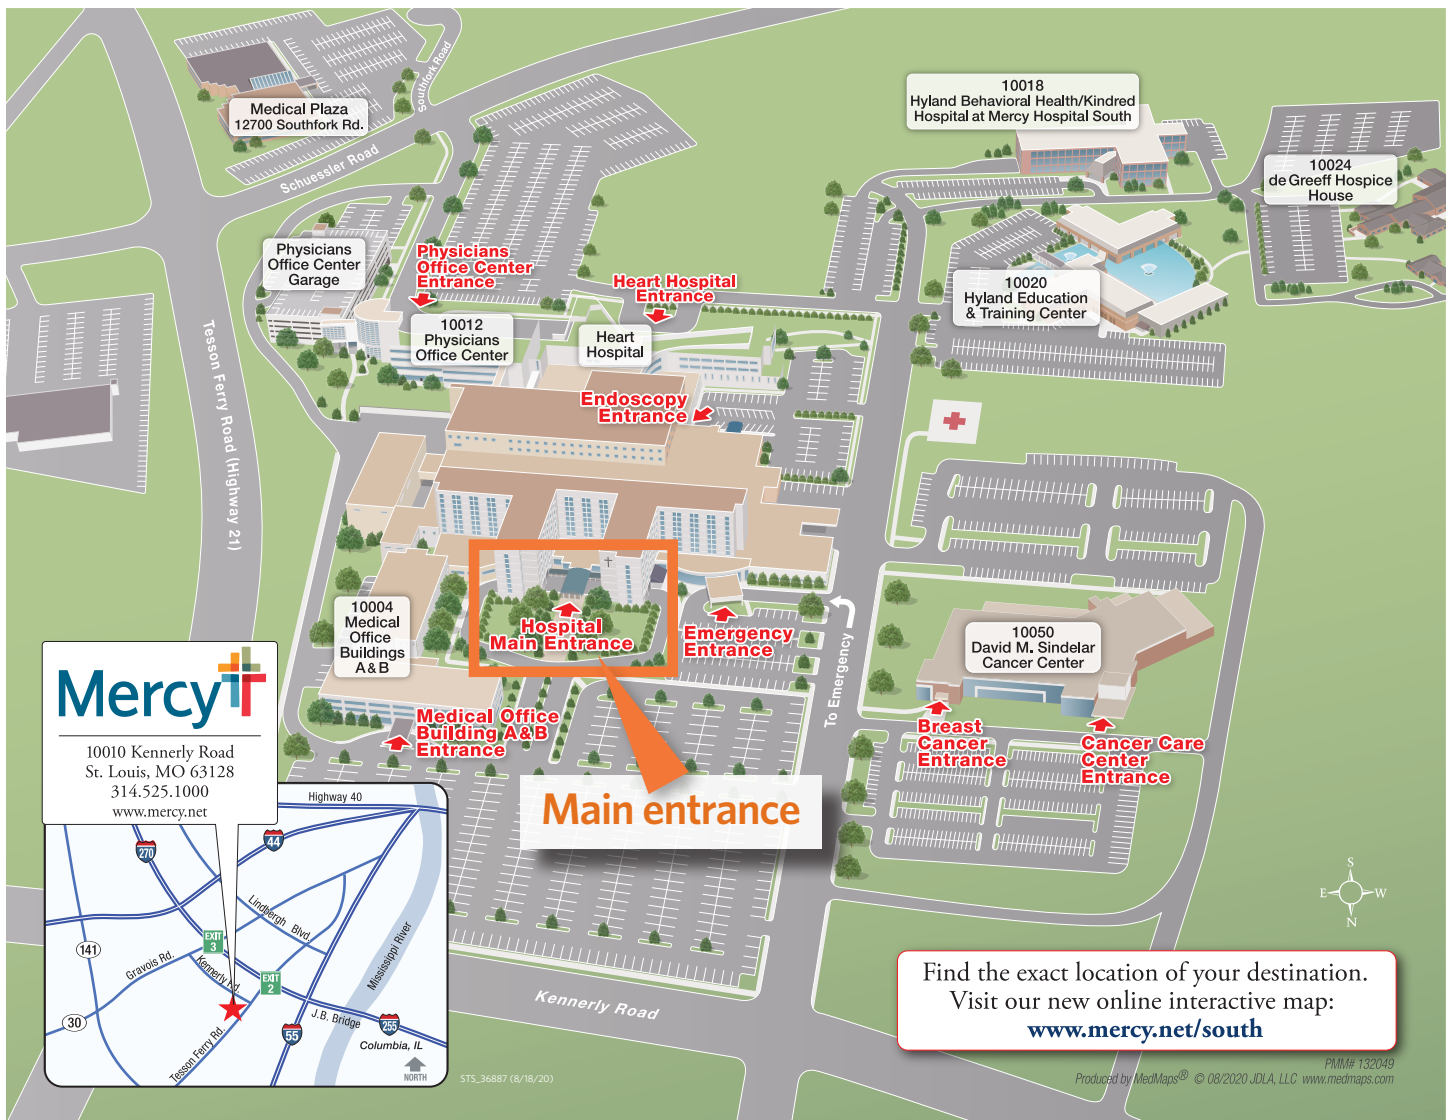 Southfork Road
Medical Plaza
12700 Southfork Rd.
Schuessler Road
10018
Hyland Behavioral Health/Kindred
Hospital at Mercy Hospital South
10024
de Greeff Hospice
House
Physicians
Office Center
Garage
Physicians
Office Center
Entrance
Heart Hospital
Entrance
10020
Hyland Education
& Training Center
10012
Physicians
Office Center
Heart
Hospital
Tesson Ferry Road (Highway 21)
Endoscopy
Entrance
10004
Medical
Office
Buildings
A & B
Hospital
Main Entrance
Emergency
Entrance
To Emergency
10050
David M. Sindelar
Cancer Center
Medical Office
Building A & B
Entrance
Breast
Cancer
Entrance
Cancer Care
Center
Entrance
Main entrance
Mercy
10010 Kennerly Road
St. Louis, MO 63128
314.525.1000
www.mercy.net
Highway 40
44
270
Lindbergh Blvd.
EXIT
3
141
Gravois Rd.
Kennerly Rd.
EXIT
2
Mississippi River
30
Tesson Ferry Rd.
55
J.B. Bridge
255
Columbia, IL
NORTH
Kennerly Road
STS_36887 (8/18/20)
S
E
W
N
Find the exact location of your destination.
Visit our new online interactive map:
www.mercy.net/south
PMM# 132049
Produced by MedMaps® © 08/2020 JDLA, LLC www.medmaps.com